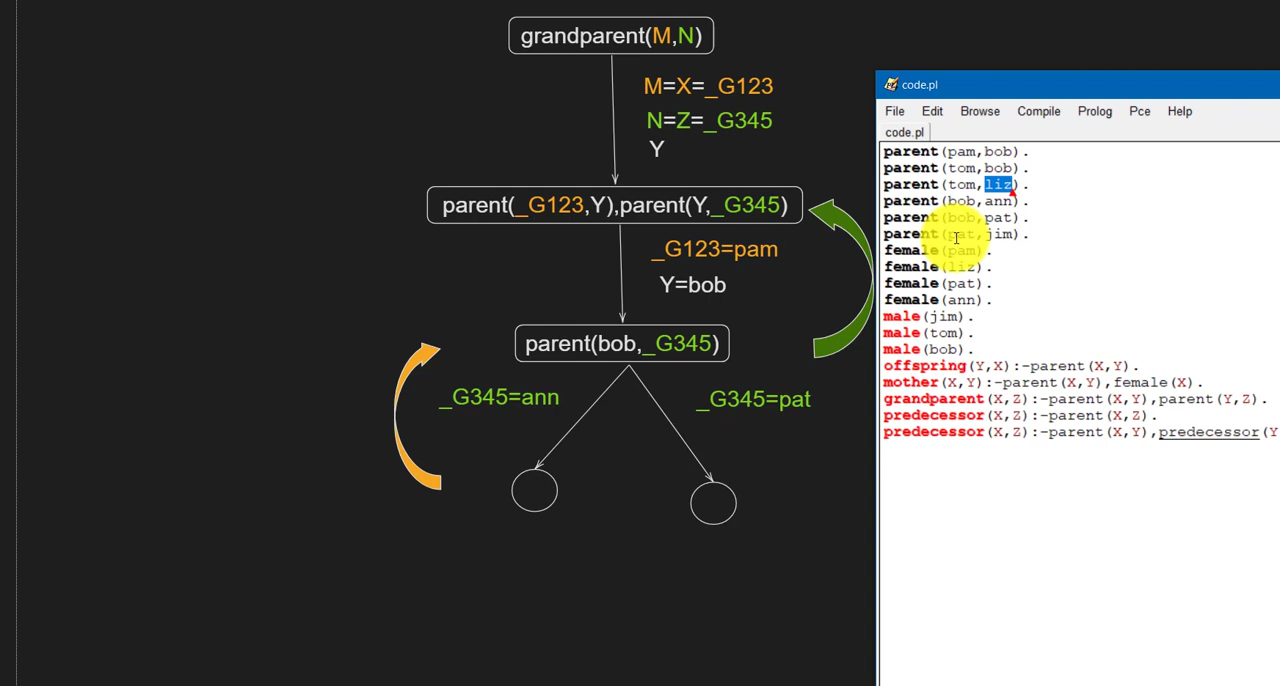 grandparent(M,N)
M=X=_G123
N=Z=_G345
Y
parent(_G123,Y),parent(Y,_G345)
_G123=pam
Y=bob
parent(bob,_G345)
_G345=ann
_G345=pat
code.pl
File Edit Browse Compile Prolog Pce Help
code.pl
parent(pam,bob).
parent(tom,bob).
parent(tom,liz).
parent(bob,ann).
parent(bob,pat).
parent(pat,jim).
female(pam).
female(liz).
female(pat).
female(ann).
male(jim).
male(tom).
male(bob).
offspring(Y,X):-parent(X,Y).
mother(X,Y):-parent(X,Y),female(X).
grandparent(X,Z):-parent(X,Y),parent(Y,Z).
predecessor(X,Z):-parent(X,Z).
predecessor(X,Z):-parent(X,Y),predecessor(Y